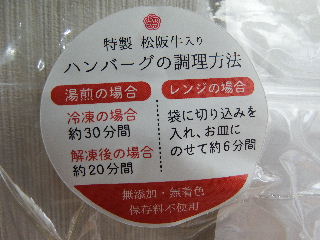 特製 松阪牛入り
ハンバーグの調理方法
湯煎の場合
冷凍の場合
約30分間
解凍後の場合
約20分間
レンジの場合
袋に切り込みを
入れ、お皿に
のせて約6分間
無添加・無着色
保存料不使用